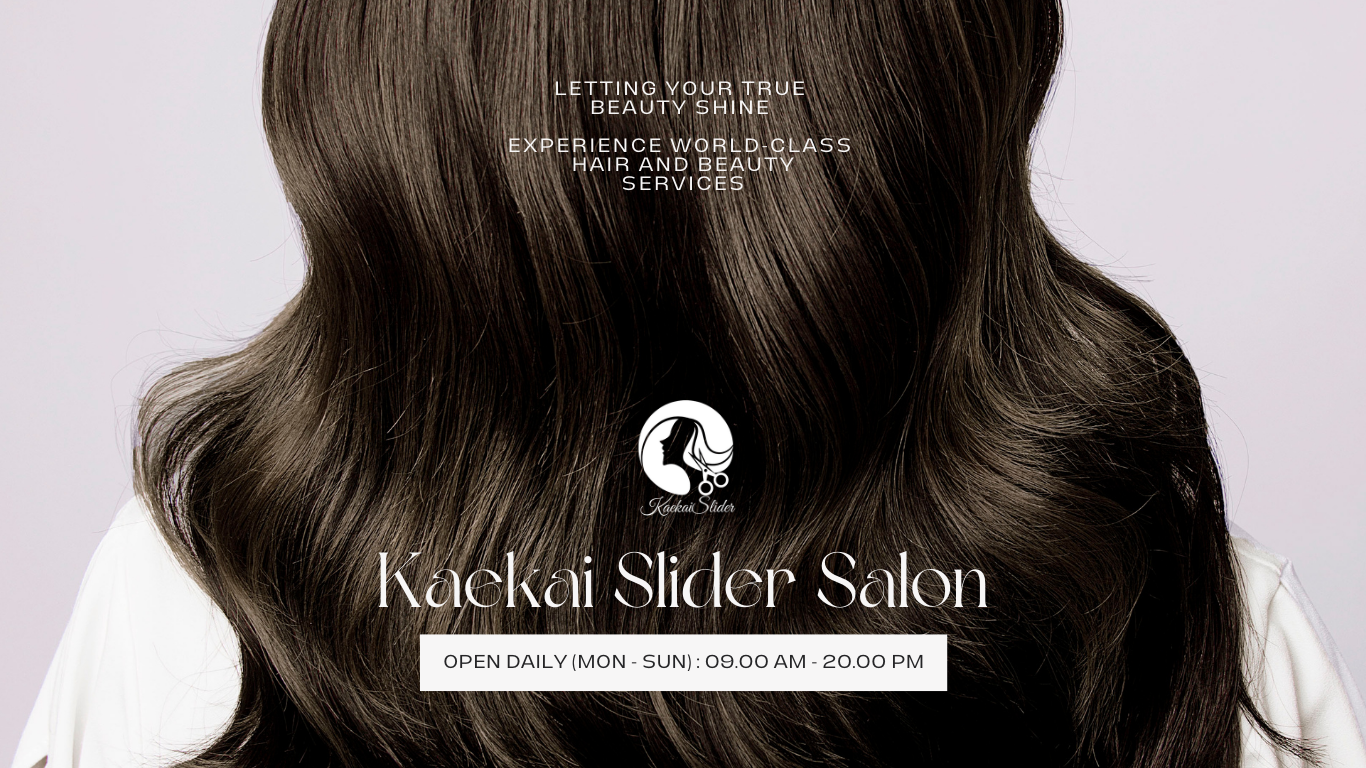 LETTING YOUR TRUE
BEAUTY SHINE
EXPERIENCE WORLD-CLASS
HAIR AND BEAUTY
SERVICES
KaekaiSlider
Kaekai Slider Salon
OPEN DAILY (MON - SUN) : 09.00 AM - 20.00 PM